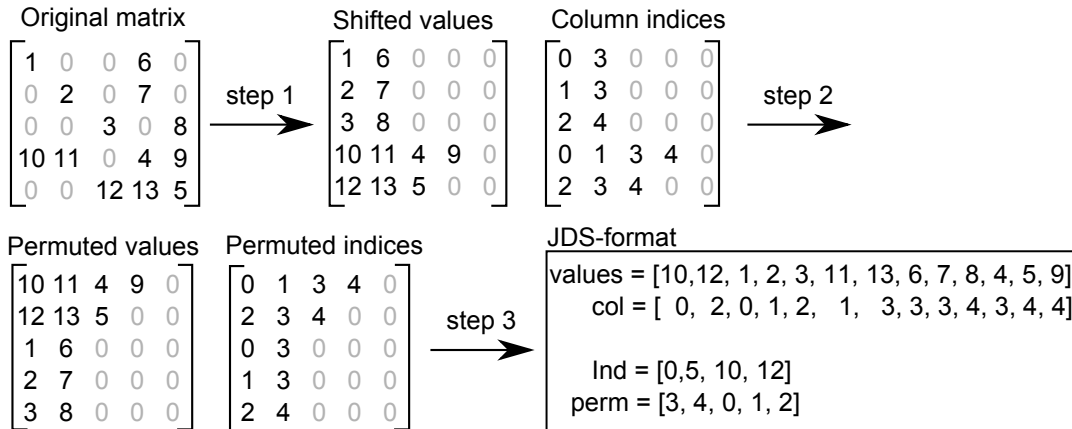 Original matrix
1 0 0 6 0
0 2 0 7 0
0 0 3 0 8
10 11 0 4 9
0 0 12 13 5
step 1
Shifted values
1 6 0 0 0
2 7 0 0 0
3 8 0 0 0
10 11 4 9 0
12 13 5 0 0
Column indices
0 3 0 0 0
1 3 0 0 0
2 4 0 0 0
0 1 3 4 0
2 3 4 0 0
step 2
Permuted values
10 11 4 9 0
12 13 5 0 0
1 6 0 0 0
2 7 0 0 0
3 8 0 0 0
Permuted indices
0 1 3 4 0
2 3 4 0 0
0 3 0 0 0
1 3 0 0 0
2 4 0 0 0
step 3
JDS-format
values = [10,12, 1, 2, 3, 11, 13, 6, 7, 8, 4, 5, 9]
col = [ 0, 2, 0, 1, 2, 1, 3, 3, 3, 4, 3, 4, 4]
Ind = [0,5, 10, 12]
perm = [3, 4, 0, 1, 2]